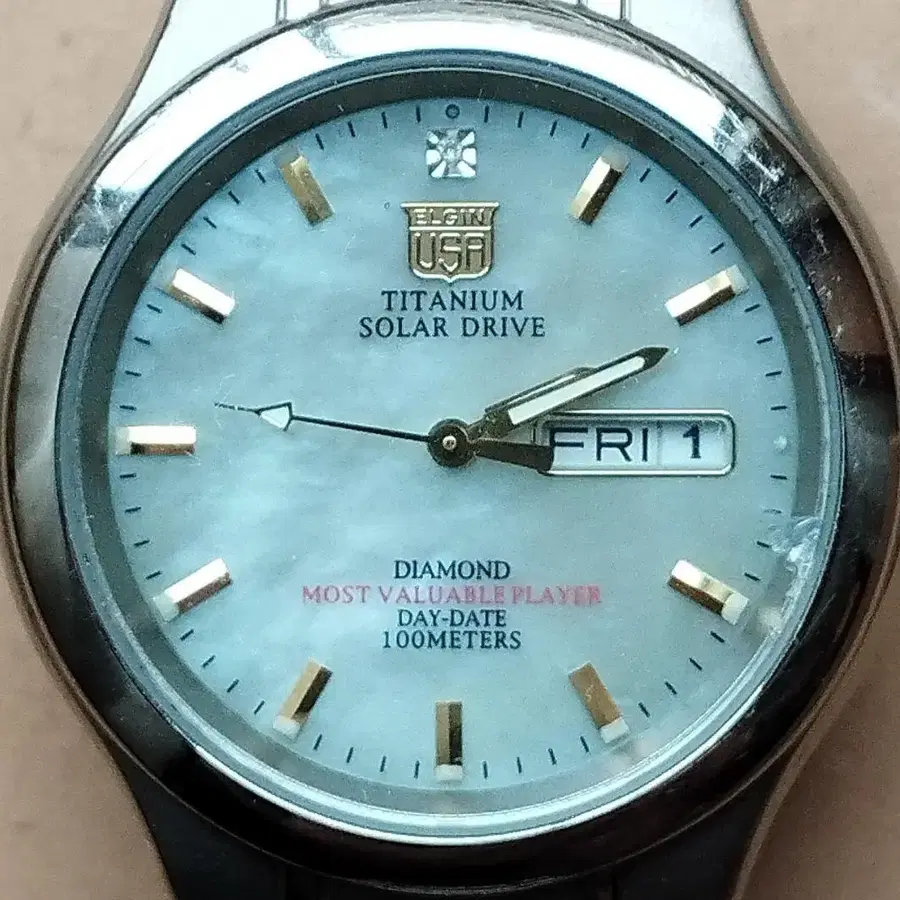 ELGIN
USA
TITANIUM
SOLAR DRIVE
FRI 1
DIAMOND
MOST VALUABLE PLAYER
DAY-DATE
100METERS